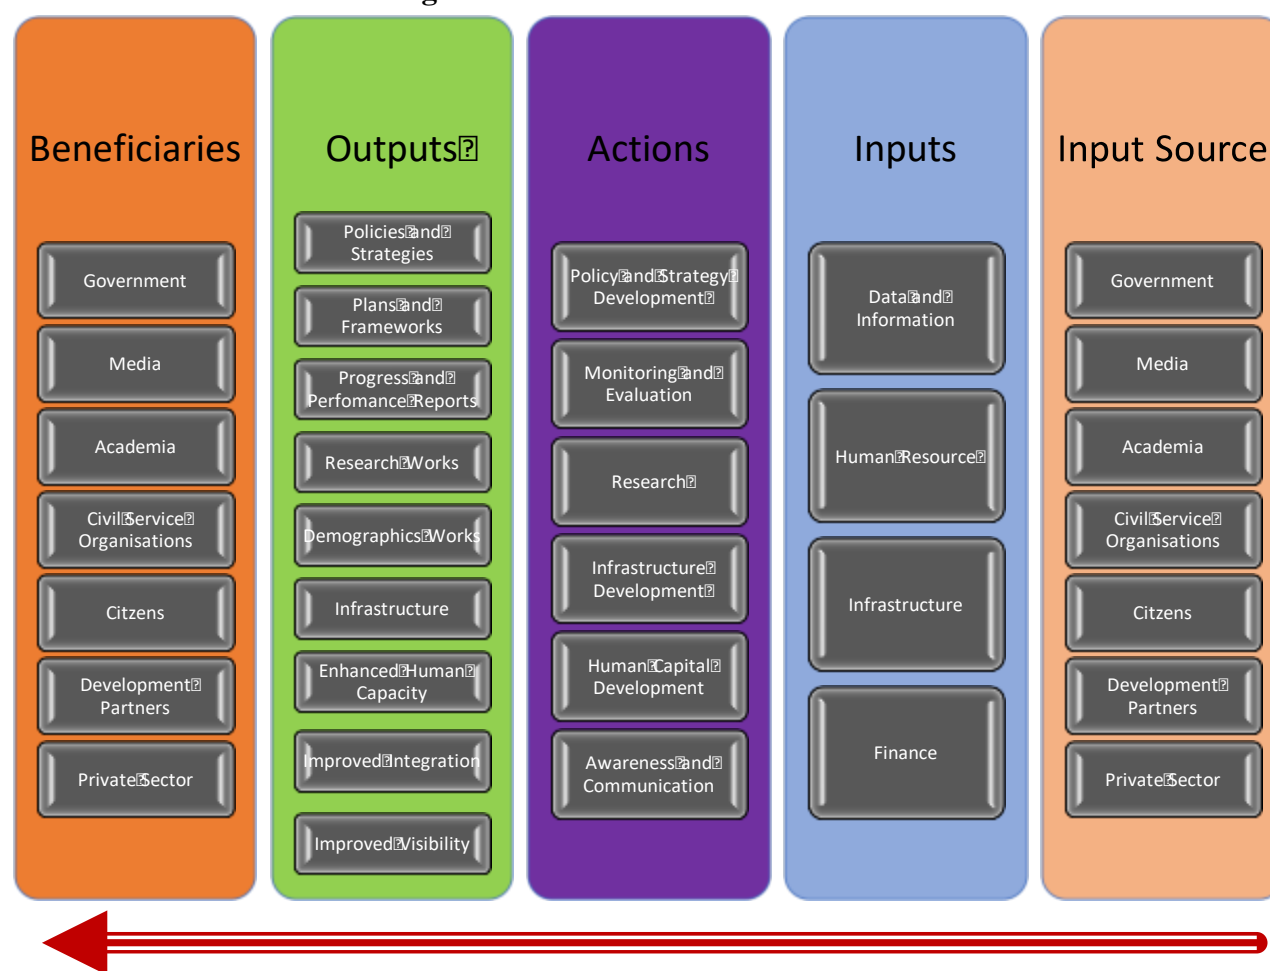 Beneficiaries
Government
Media
Academia
Civil⍰Service⍰
Organisations
Citzens
Development⍰
Partners
Private⍰Sector
Outputs⍰
Policies⍰and⍰
Strategies
Plans⍰and⍰
Frameworks
Progress⍰and⍰
Perfomance⍰Reports
Research⍰Works
Demographics⍰Works
Infrastructure
Enhanced⍰Human⍰
Capacity
Improved⍰Integration
Improved⍰Visibility
Actions
Policy⍰and⍰Strategy⍰
Development⍰
Monitoring⍰and⍰
Evaluation
Research⍰
Infrastructure⍰
Development⍰
Human⍰Capital⍰
Development
Awareness⍰and⍰
Communication
Inputs
Data⍰and⍰
Information
Human⍰Resource⍰
Infrastructure
Finance
Input Source
Government
Media
Academia
Civil⍰Service⍰
Organisations
Citzens
Development⍰
Partners
Private⍰Sector